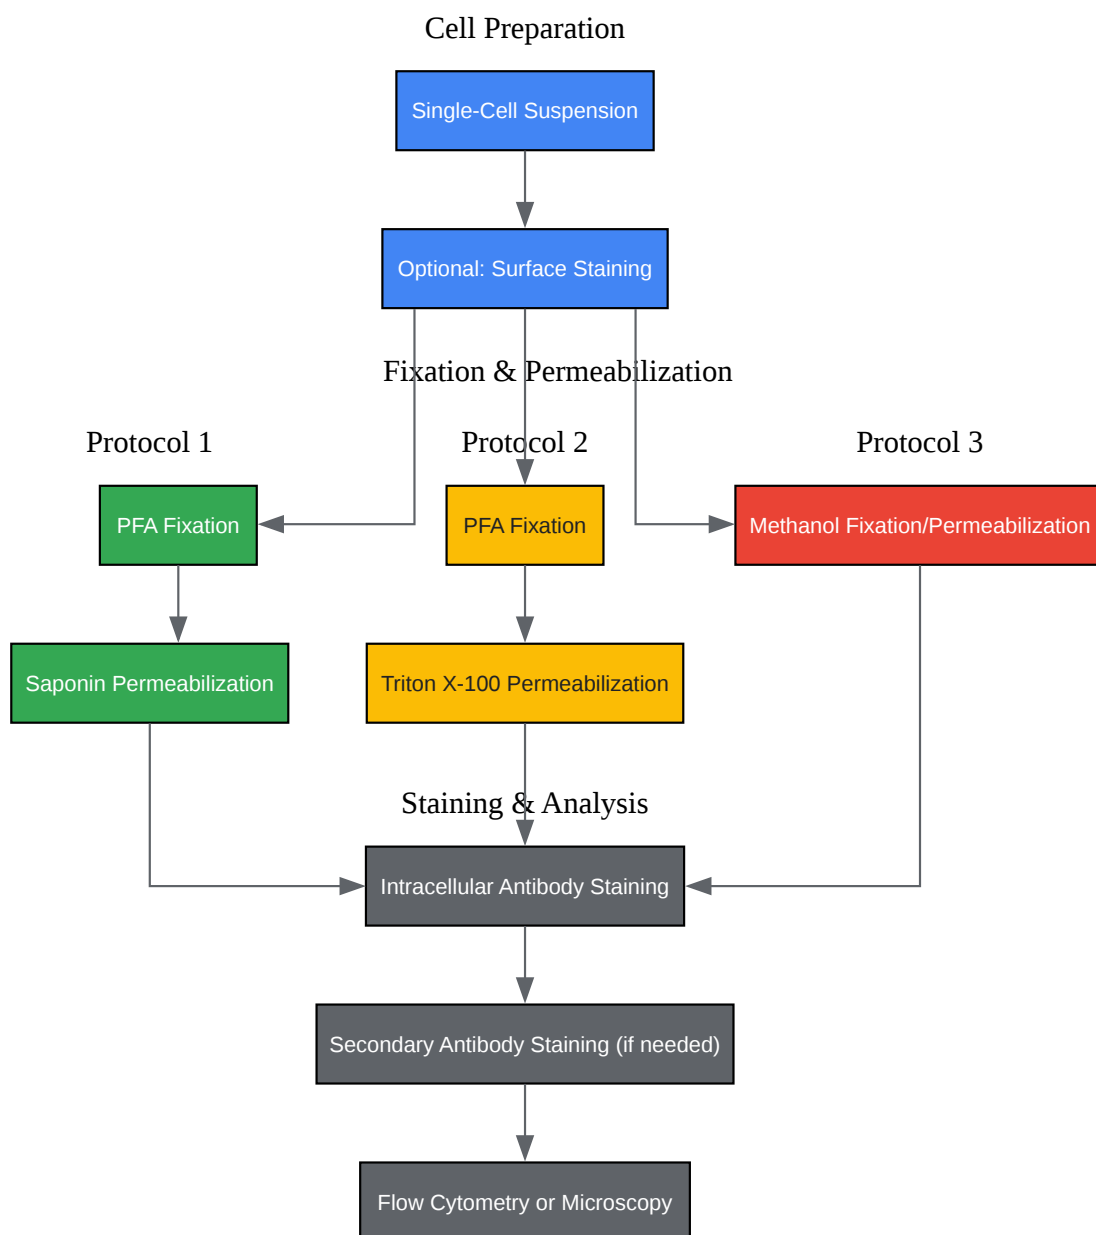 Cell Preparation
Single-Cell Suspension
Optional: Surface Staining
Fixation & Permeabilization
Protocol 1
Protocol 2
Protocol 3
PFA Fixation
PFA Fixation
Methanol Fixation/Permeabilization
Saponin Permeabilization
Triton X-100 Permeabilization
Staining & Analysis
Intracellular Antibody Staining
Secondary Antibody Staining (if needed)
Flow Cytometry or Microscopy